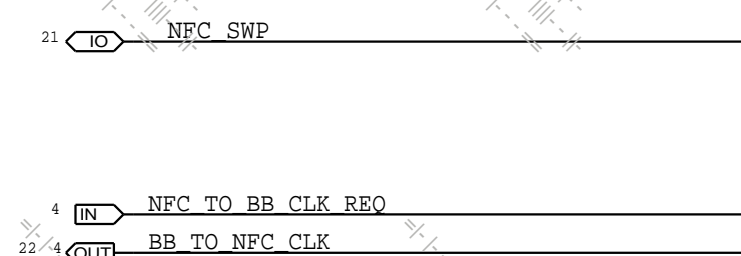 21 IO NFC_SWP
4 IN NFC_TO_BB_CLK_REQ
22 4 OUT BB_TO_NFC_CLK